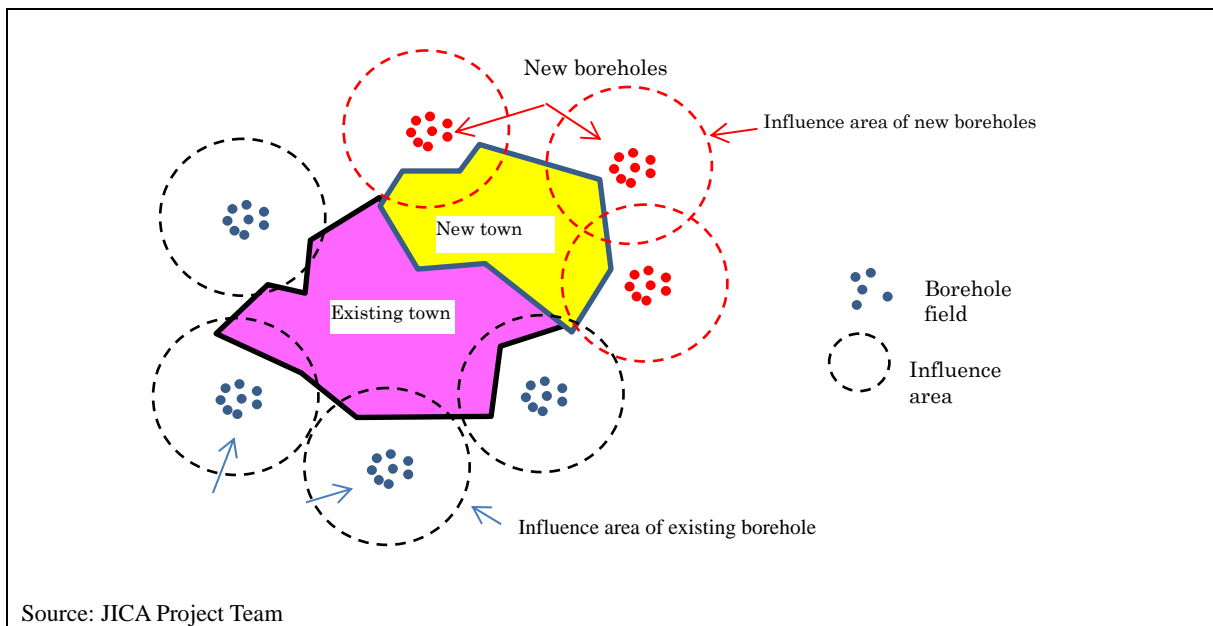 New boreholes
Influence area of new boreholes
New town
Existing town
Borehole
field
Influence
area
Influence area of existing borehole
Source: JICA Project Team